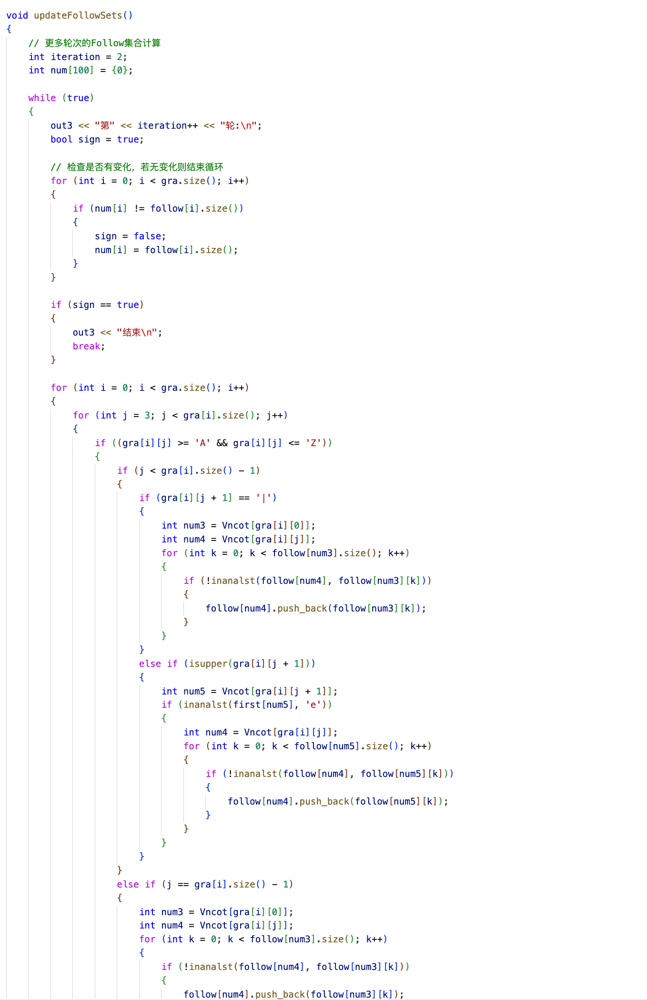 void updateFollowSets()
{
    // 更多轮次的Follow集合计算
    int iteration = 2;
    int num[100] = {0};

    while (true)
    {
        out3 << "第" << iteration++ << "轮:\n";
        bool sign = true;

        // 检查是否有变化，若无变化则结束循环
        for (int i = 0; i < gra.size(); i++)
        {
            if (num[i] != follow[i].size())
            {
                sign = false;
                num[i] = follow[i].size();
            }
        }

        if (sign == true)
        {
            out3 << "结束\n";
            break;
        }

        for (int i = 0; i < gra.size(); i++)
        {
            for (int j = 3; j < gra[i].size(); j++)
            {
                if ((gra[i][j] >= 'A' && gra[i][j] <= 'Z'))
                {
                    if (j < gra[i].size() - 1)
                    {
                        if (gra[i][j + 1] == '|')
                        {
                            int num3 = Vncot[gra[i][0]];
                            int num4 = Vncot[gra[i][j]];
                            for (int k = 0; k < follow[num3].size(); k++)
                            {
                                if (!inanalst(follow[num4], follow[num3][k]))
                                {
                                    follow[num4].push_back(follow[num3][k]);
                                }
                            }
                        }
                        else if (isupper(gra[i][j + 1]))
                        {
                            int num5 = Vncot[gra[i][j + 1]];
                            if (inanalst(first[num5], 'e'))
                            {
                                int num4 = Vncot[gra[i][j]];
                                for (int k = 0; k < follow[num5].size(); k++)
                                {
                                    if (!inanalst(follow[num4], follow[num5][k]))
                                    {
                                        follow[num4].push_back(follow[num5][k]);
                                    }
                                }
                            }
                        }
                    }
                    else if (j == gra[i].size() - 1)
                    {
                        int num3 = Vncot[gra[i][0]];
                        int num4 = Vncot[gra[i][j]];
                        for (int k = 0; k < follow[num3].size(); k++)
                        {
                            if (!inanalst(follow[num4], follow[num3][k]))
                            {
                                follow[num4].push_back(follow[num3][k]);